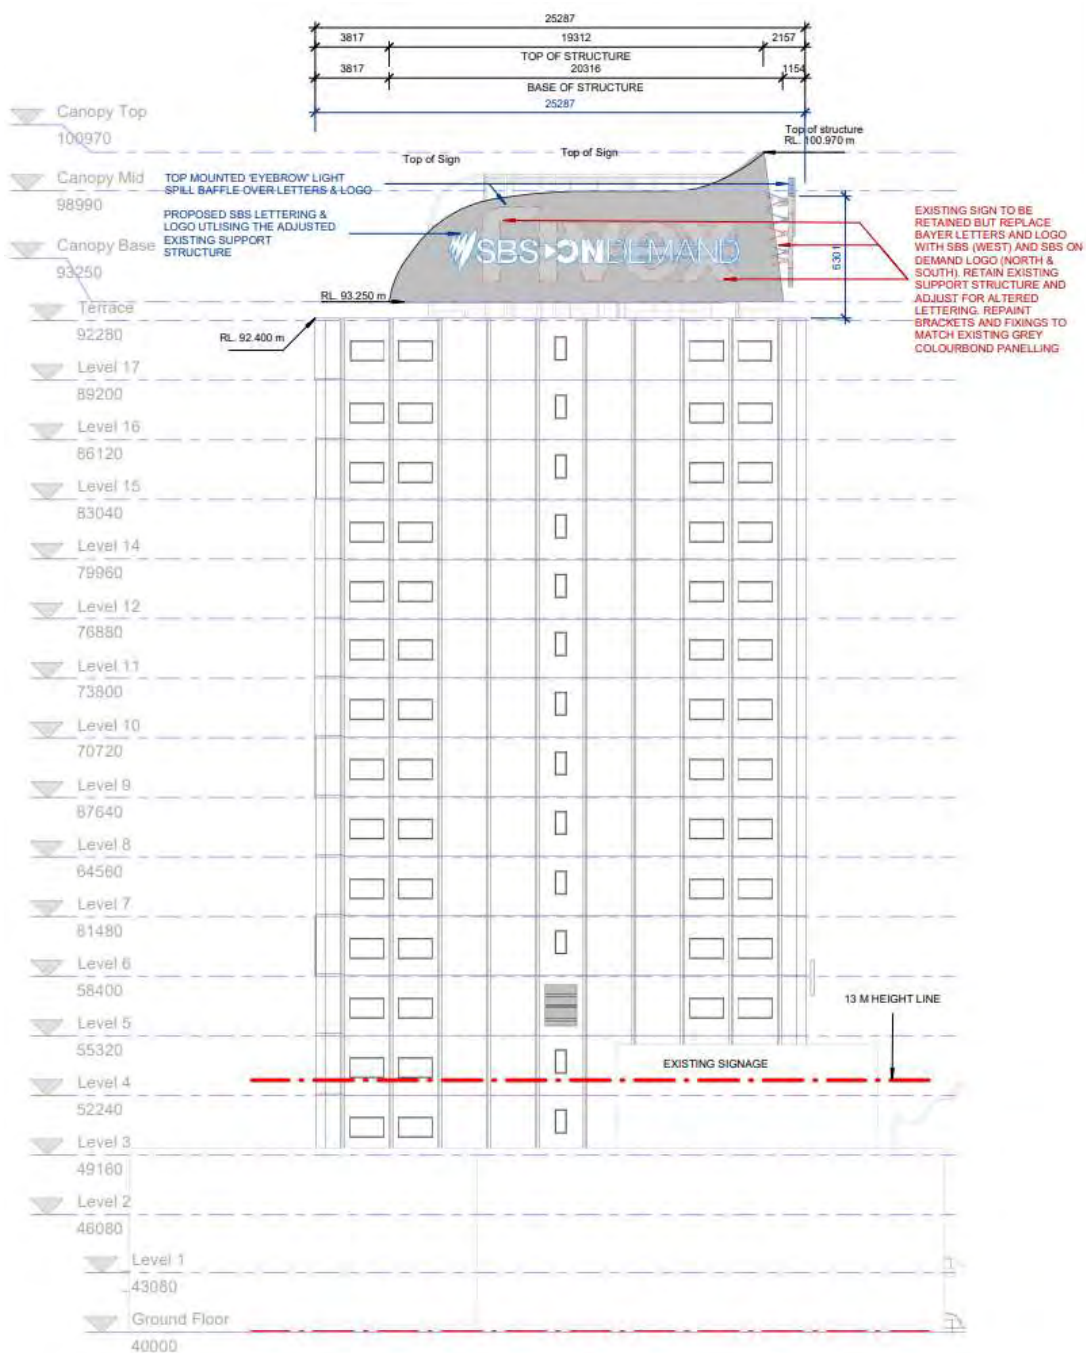 25287
3817 19312 2157
TOP OF STRUCTURE
3817 20316 1154
BASE OF STRUCTURE
25287
Canopy Top
100970
Top of structure
RL. 100.970 m
Top of Sign Top of Sign
Canopy Mid
98990
TOP MOUNTED 'EYEBROW' LIGHT
SPILL BAFFLE OVER LETTERS & LOGO
PROPOSED SBS LETTERING &
LOGO UTLISING THE ADJUSTED
EXISTING SUPPORT
STRUCTURE
EXISTING SIGN TO BE
RETAINED BUT REPLACE
BAYER LETTERS AND LOGO
WITH SBS (WEST) AND SBS ON
DEMAND LOGO (NORTH &
SOUTH). RETAIN EXISTING
SUPPORT STRUCTURE AND
ADJUST FOR ALTERED
LETTERING. REPAINT
BRACKETS AND FIXINGS TO
MATCH EXISTING GREY
COLOURBOND PANELLING
SBS ON DEMAND
6301
Canopy Base
93250
RL. 93.250 m
Terrace
92280
RL. 92.400 m
Level 17
89200
Level 16
86120
Level 15
83040
Level 14
79960
Level 12
76880
Level 11
73800
Level 10
70720
Level 9
67640
Level 8
64560
Level 7
61480
Level 6
58400
13 M HEIGHT LINE
Level 5
55320
EXISTING SIGNAGE
Level 4
52240
Level 3
49160
Level 2
46080
Level 1
43080
Ground Floor
40000